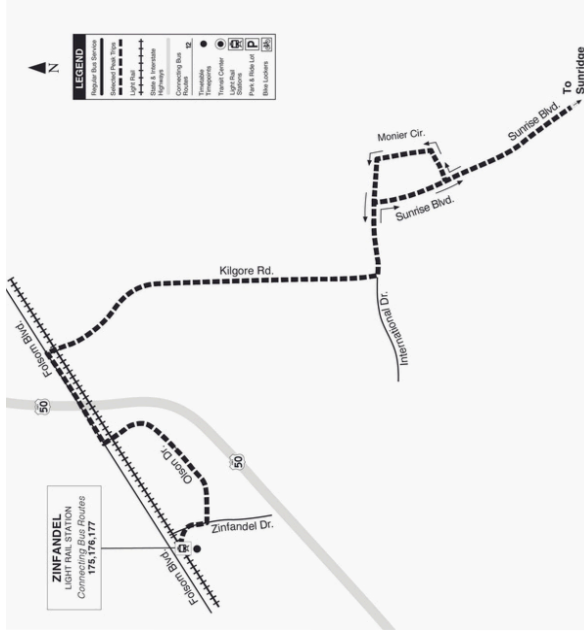 N
LEGEND
Regular Bus Service
Selected Peak Trips
Light Rail
State & Interstate
Highways
Connecting Bus
Routes
12
Timetable
Timepoints
Transit Center
Light Rail
Stations
Park & Ride Lot
P
Bike Lockers
To
Sunridge
Sunrise Blvd.
Monier Cir.
Sunrise Blvd.
Kilgore Rd.
International Dr.
Folsom Blvd.
50
50
Olson Dr.
Zinfandel Dr.
Folsom Blvd.
ZINFANDEL
LIGHT RAIL STATION
Connecting Bus Routes
175,176,177